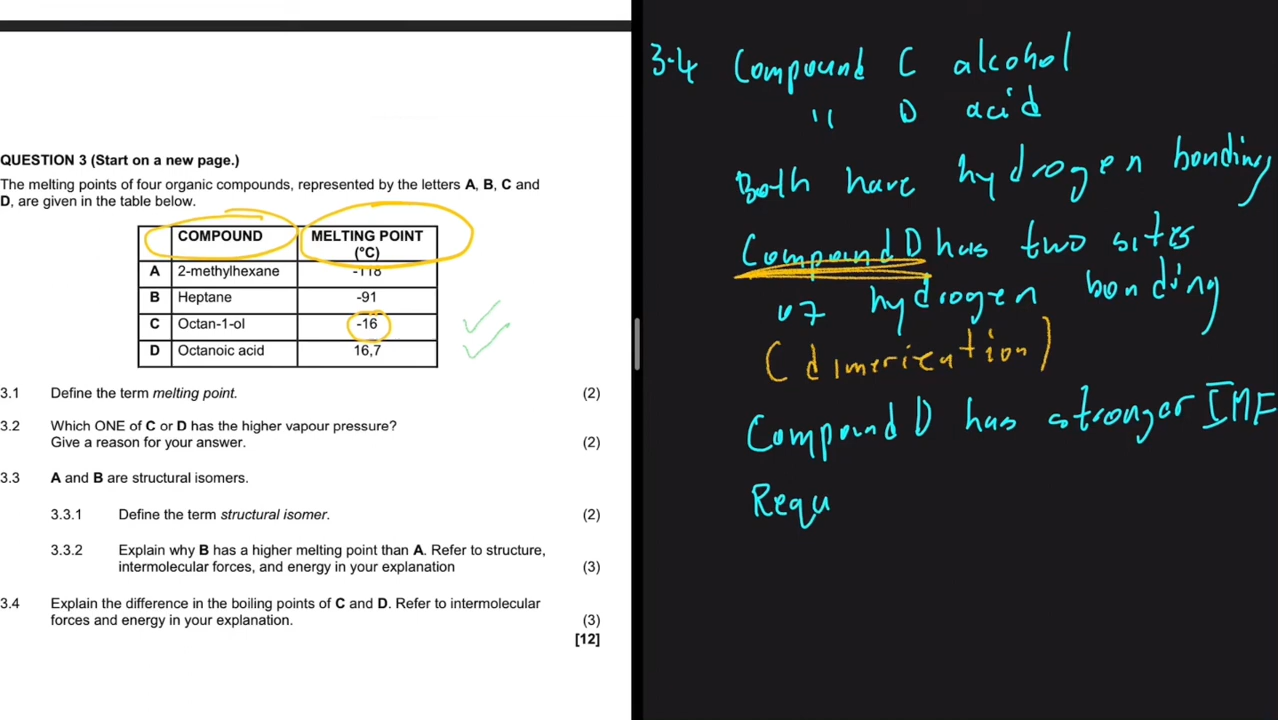 QUESTION 3 (Start on a new page.)
The melting points of four organic compounds, represented by the letters A, B, C and
D, are given in the table below.
COMPOUND MELTING POINT
(°C)
A 2-methylhexane -118
B Heptane -91
C Octan-1-ol -16
D Octanoic acid 16,7
3.1 Define the term melting point. (2)
3.2 Which ONE of C or D has the higher vapour pressure?
Give a reason for your answer. (2)
3.3 A and B are structural isomers.
3.3.1 Define the term structural isomer. (2)
3.3.2 Explain why B has a higher melting point than A. Refer to structure,
intermolecular forces, and energy in your explanation (3)
3.4 Explain the difference in the boiling points of C and D. Refer to intermolecular
forces and energy in your explanation. (3)
[12]
3.4 Compound C alcohol
" D acid
Both have hydrogen bonding
Compound D has two sites
of hydrogen bonding
(dimerication)
Compound D has stronger IMF
Requ